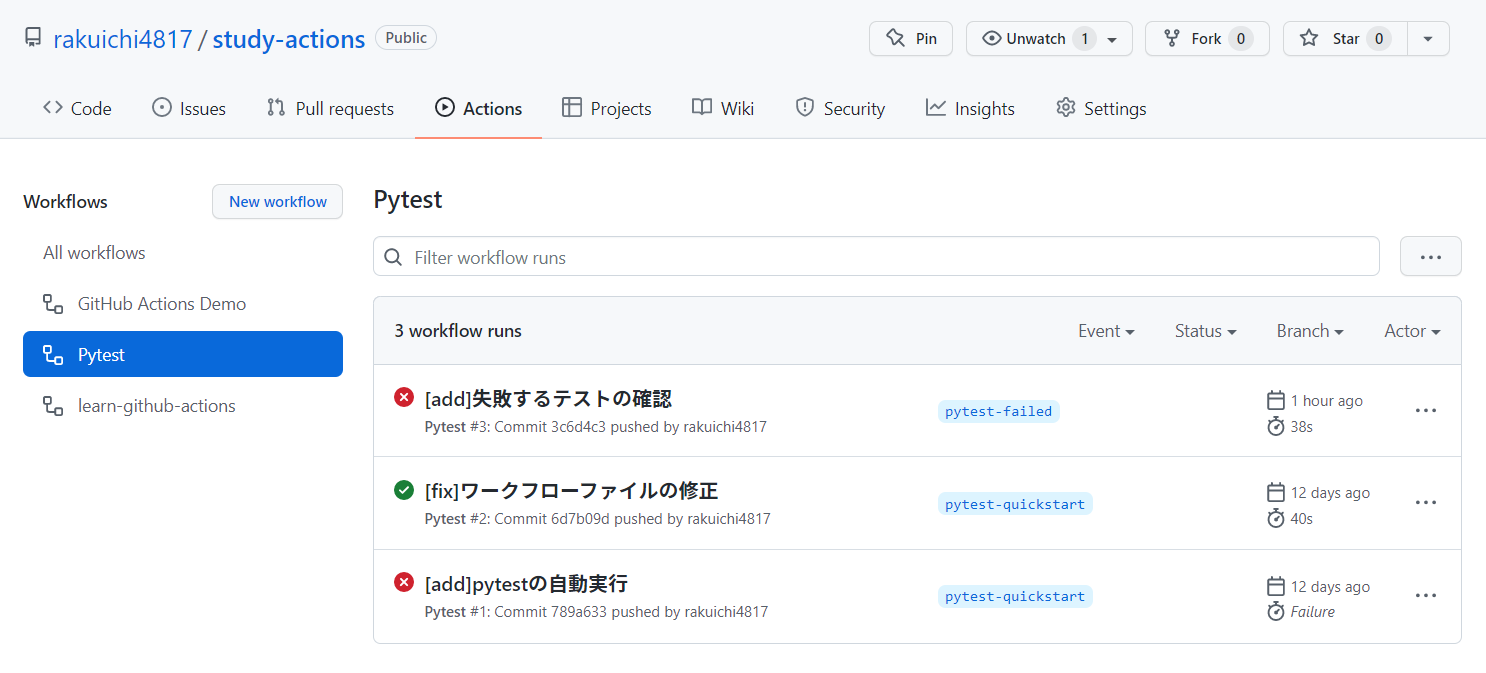 rakuichi4817 / study-actions Public
Pin
Unwatch 1
Fork 0
Star 0
Code
Issues
Pull requests
Actions
Projects
Wiki
Security
Insights
Settings
Workflows
New workflow
All workflows
GitHub Actions Demo
Pytest
learn-github-actions
Pytest
Filter workflow runs
3 workflow runs
Event
Status
Branch
Actor
[add]失敗するテストの確認
Pytest #3: Commit 3c6d4c3 pushed by rakuichi4817
pytest-failed
1 hour ago
38s
[fix]ワークフローファイルの修正
Pytest #2: Commit 6d7b09d pushed by rakuichi4817
pytest-quickstart
12 days ago
40s
[add]pytestの自動実行
Pytest #1: Commit 789a633 pushed by rakuichi4817
pytest-quickstart
12 days ago
Failure